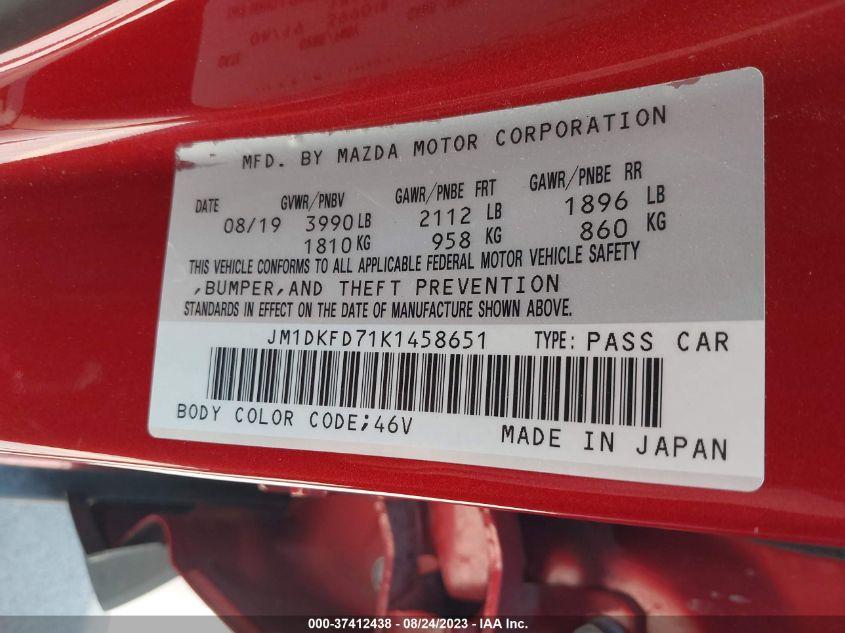 MFD. BY MAZDA MOTOR CORPORATION
DATE GVWR/PNBV GAWR/PNBE FRT GAWR/PNBE RR
08/19 3990 LB 2112 LB 1896 LB
1810 KG 958 KG 860 KG
THIS VEHICLE CONFORMS TO ALL APPLICABLE FEDERAL MOTOR VEHICLE SAFETY
,BUMPER,AND THEFT PREVENTION
STANDARDS IN EFFECT ON THE DATE OF MANUFACTURE SHOWN ABOVE.
JM1DKFD71K1458651 TYPE: PASS CAR
BODY COLOR CODE;46V MADE IN JAPAN
000-37412438 - 08/24/2023 - IAA Inc.